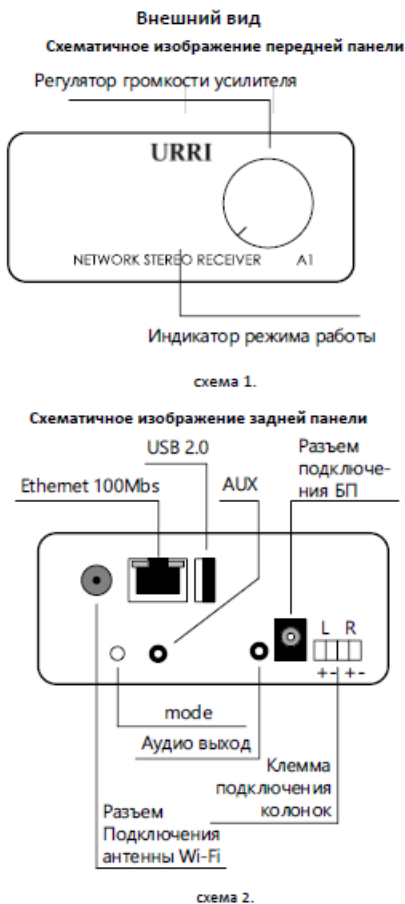 Внешний вид
Схематичное изображение передней панели
Регулятор громкости усилителя
URRI
NETWORK STEREO RECEIVER A1
Индикатор режима работы
схема 1.
Схематичное изображение задней панели
USB 2.0
Разъем
подключе-
ния БП
Ethernet 100Mbs
AUX
L R
+- +-
mode
Аудио выход
Клемма
подключения
колонок
Разъем
Подключения
антенны Wi-Fi
схема 2.